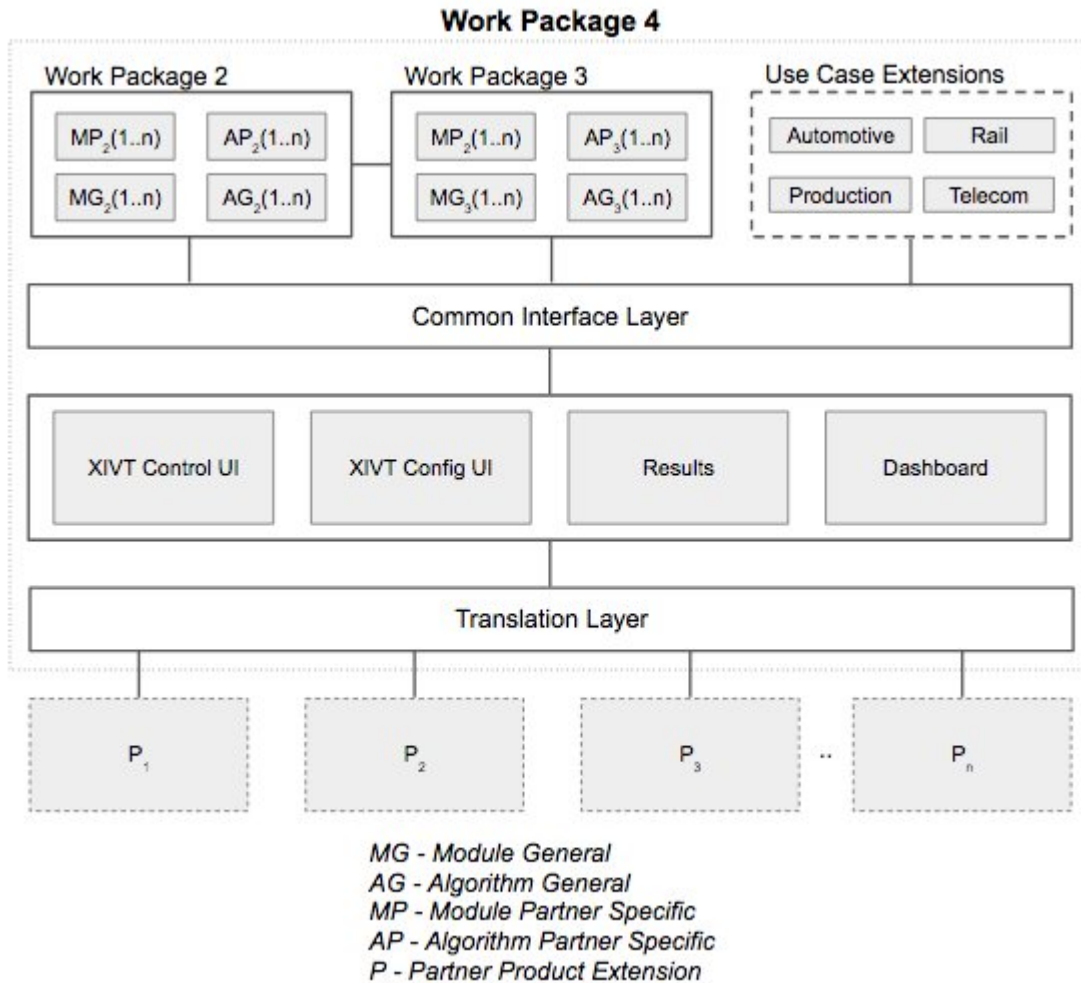 Work Package 4
Work Package 2
Work Package 3
Use Case Extensions
MP₂(1..n)
AP₂(1..n)
MG₂(1..n)
AG₂(1..n)
MP₂(1..n)
AP₃(1..n)
MG₃(1..n)
AG₃(1..n)
Automotive
Rail
Production
Telecom
Common Interface Layer
XIVT Control UI
XIVT Config UI
Results
Dashboard
Translation Layer
P₁
P₂
P₃
..
Pₙ
MG - Module General
AG - Algorithm General
MP - Module Partner Specific
AP - Algorithm Partner Specific
P - Partner Product Extension